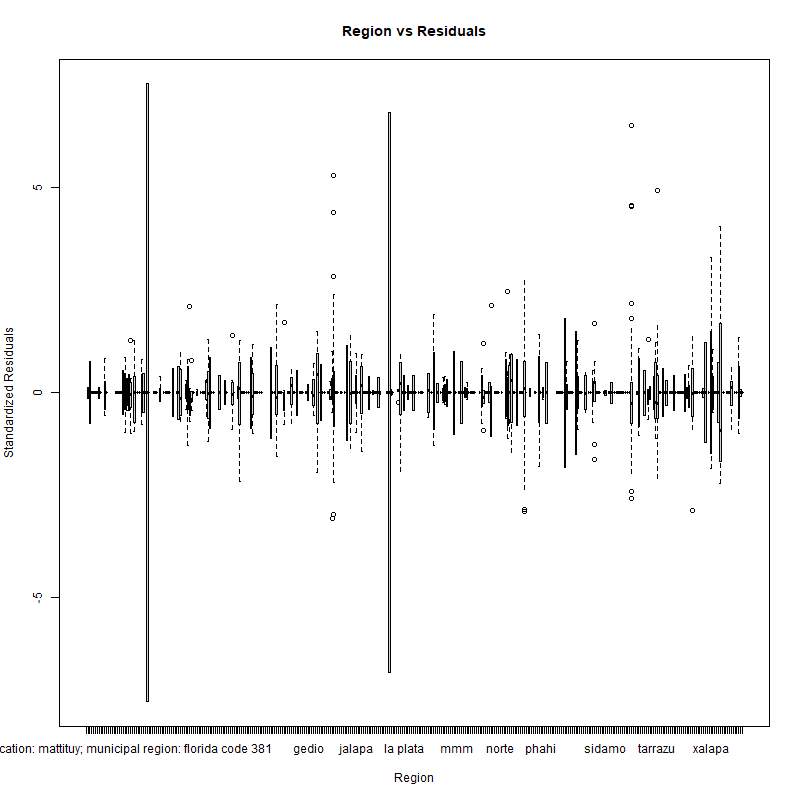 Region vs Residuals
Standardized Residuals
5
0
-5
cation: mattituy; municipal region: florida code 381 gedio jalapa la plata mmm norte phahi sidamo tarrazu xalapa
Region